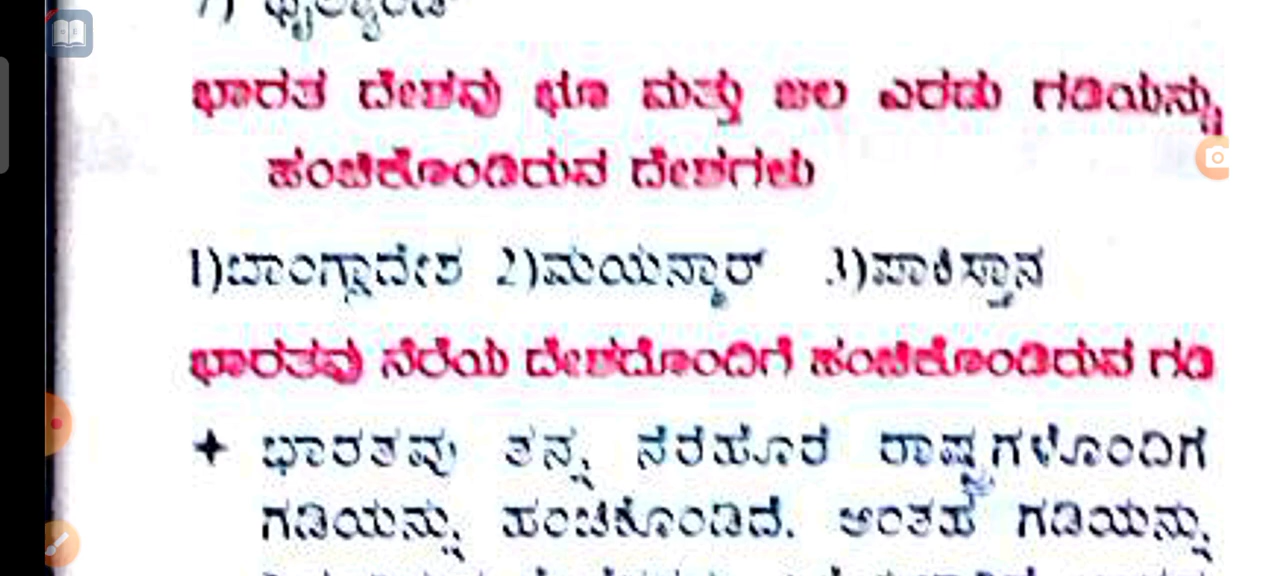 7) ಥೈಲ್ಯಾಂಡ್
ಭಾರತ ದೇಶವು ಭೂ ಮತ್ತು ಜಲ ಎರಡು ಗಡಿಯನ್ನು
ಹಂಚಿಕೊಂಡಿರುವ ದೇಶಗಳು
1)ಬಾಂಗ್ಲಾದೇಶ 2)ಮಯನ್ಮಾರ್ 3)ಪಾಕಿಸ್ತಾನ
ಭಾರತವು ನೆರೆಯ ದೇಶದೊಂದಿಗೆ ಹಂಚಿಕೊಂಡಿರುವ ಗಡಿ
✦ ಭಾರತವು ತನ್ನ ನೆರೆಹೊರೆ ರಾಷ್ಟ್ರಗಳೊಂದಿಗೆ
ಗಡಿಯನ್ನು ಹಂಚಿಕೊಂಡಿದೆ. ಅಂತಹ ಗಡಿಯನ್ನು